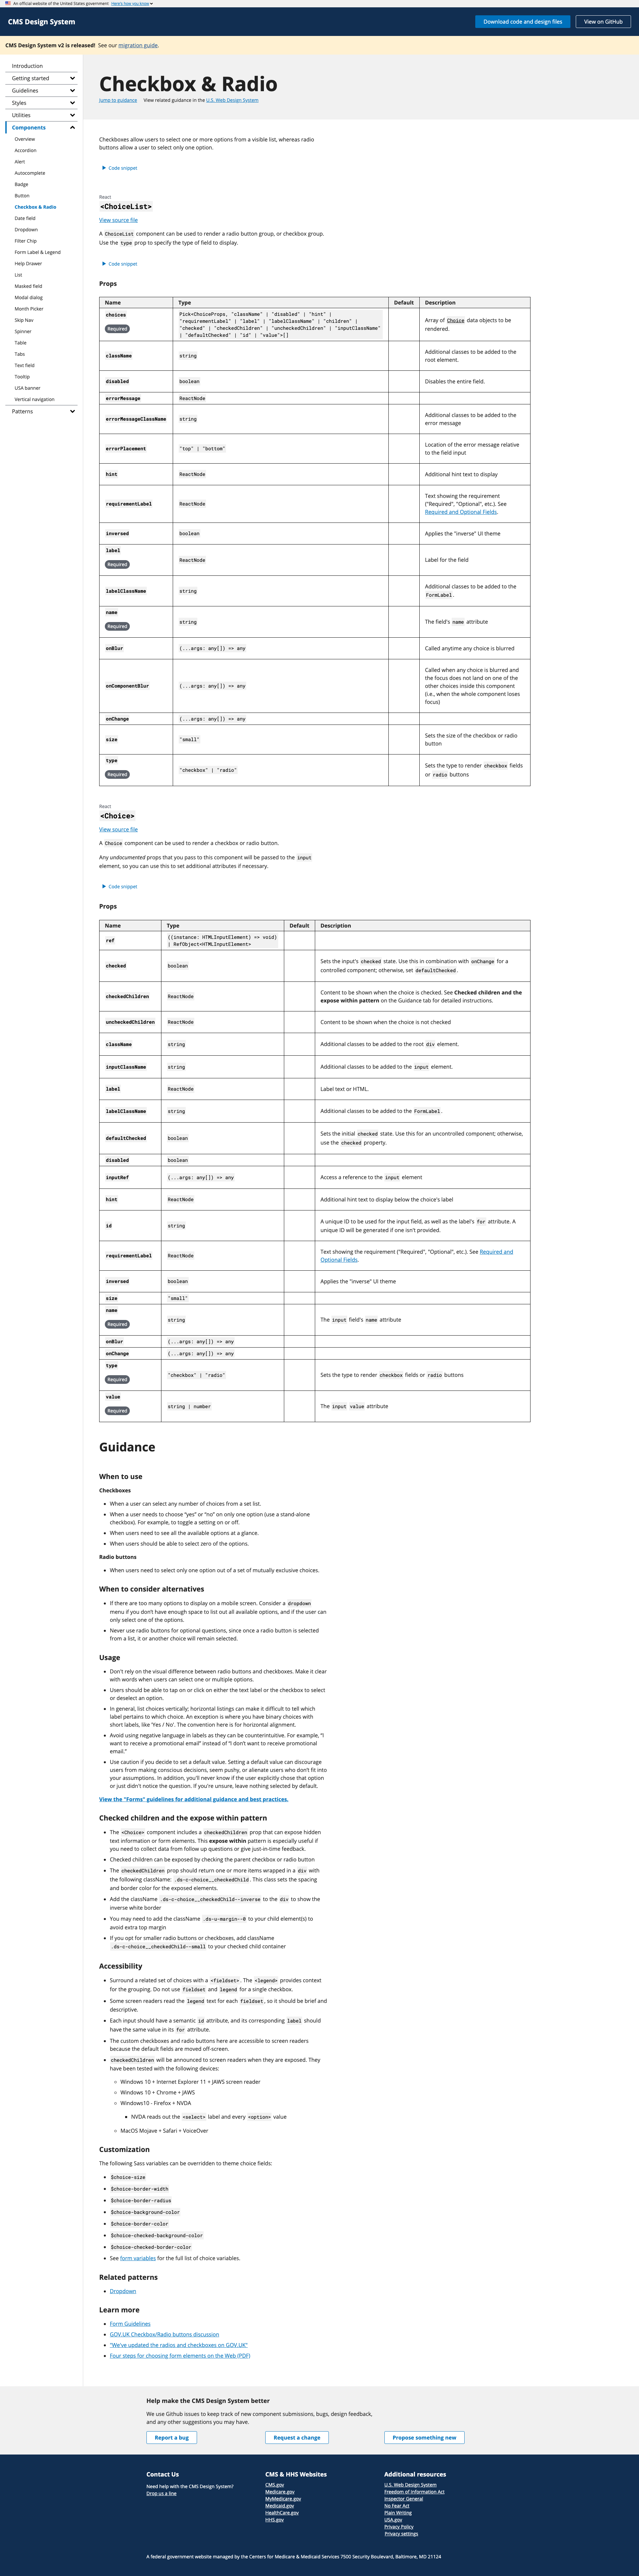 An official website of the United States government Here's how you know
CMS Design System
Download code and design files
View on GitHub
CMS Design System v2 is released! See our migration guide.
Introduction
Getting started
Guidelines
Styles
Utilities
Components
Overview
Accordion
Alert
Autocomplete
Badge
Button
Checkbox & Radio
Date field
Dropdown
Filter Chip
Form Label & Legend
Help Drawer
List
Masked field
Modal dialog
Month Picker
Skip Nav
Spinner
Table
Tabs
Text field
Tooltip
USA banner
Vertical navigation
Patterns
Checkbox & Radio
Jump to guidance View related guidance in the U.S. Web Design System
Checkboxes allow users to select one or more options from a visible list, whereas radio
buttons allow a user to select only one option.
Code snippet
React
<ChoiceList>
View source file
A ChoiceList component can be used to render a radio button group, or checkbox group.
Use the type prop to specify the type of field to display.
Code snippet
Props
Name Type Default Description
choices
Required
Pick<ChoiceProps, "className" | "disabled" | "hint" |
"requirementLabel" | "label" | "labelClassName" | "children" |
"checked" | "checkedChildren" | "uncheckedChildren" | "inputClassName"
| "defaultChecked" | "id" | "value">[]
Array of Choice data objects to be
rendered.
className string Additional classes to be added to the
root element.
disabled boolean Disables the entire field.
errorMessage ReactNode
errorMessageClassName string Additional classes to be added to the
error message
errorPlacement "top" | "bottom" Location of the error message relative
to the field input
hint ReactNode Additional hint text to display
requirementLabel ReactNode Text showing the requirement
("Required", "Optional", etc.). See
Required and Optional Fields.
inversed boolean Applies the "inverse" UI theme
label
Required
ReactNode Label for the field
labelClassName string Additional classes to be added to the
FormLabel.
name
Required
string The field's name attribute
onBlur (...args: any[]) => any Called anytime any choice is blurred
onComponentBlur (...args: any[]) => any Called when any choice is blurred and
the focus does not land on one of the
other choices inside this component
(i.e., when the whole component loses
focus)
onChange (...args: any[]) => any
size "small" Sets the size of the checkbox or radio
button
type
Required
"checkbox" | "radio" Sets the type to render checkbox fields
or radio buttons
React
<Choice>
View source file
A Choice component can be used to render a checkbox or radio button.
Any undocumented props that you pass to this component will be passed to the input
element, so you can use this to set additional attributes if necessary.
Code snippet
Props
Name Type Default Description
ref ((instance: HTMLInputElement) => void)
| RefObject<HTMLInputElement>
checked boolean Sets the input's checked state. Use this in combination with onChange for a
controlled component; otherwise, set defaultChecked.
checkedChildren ReactNode Content to be shown when the choice is checked. See Checked children and the
expose within pattern on the Guidance tab for detailed instructions.
uncheckedChildren ReactNode Content to be shown when the choice is not checked
className string Additional classes to be added to the root div element.
inputClassName string Additional classes to be added to the input element.
label ReactNode Label text or HTML.
labelClassName string Additional classes to be added to the FormLabel.
defaultChecked boolean Sets the initial checked state. Use this for an uncontrolled component; otherwise,
use the checked property.
disabled boolean
inputRef (...args: any[]) => any Access a reference to the input element
hint ReactNode Additional hint text to display below the choice's label
id string A unique ID to be used for the input field, as well as the label's for attribute. A
unique ID will be generated if one isn't provided.
requirementLabel ReactNode Text showing the requirement ("Required", "Optional", etc.). See Required and
Optional Fields.
inversed boolean Applies the "inverse" UI theme
size "small"
name
Required
string The input field's name attribute
onBlur (...args: any[]) => any
onChange (...args: any[]) => any
type
Required
"checkbox" | "radio" Sets the type to render checkbox fields or radio buttons
value
Required
string | number The input value attribute
Guidance
When to use
Checkboxes
When a user can select any number of choices from a set list.
When a user needs to choose "yes" or "no" on only one option (use a stand-alone
checkbox). For example, to toggle a setting on or off.
When users need to see all the available options at a glance.
When users should be able to select zero of the options.
Radio buttons
When users need to select only one option out of a set of mutually exclusive choices.
When to consider alternatives
If there are too many options to display on a mobile screen. Consider a dropdown
menu if you don't have enough space to list out all available options, and if the user can
only select one of the options.
Never use radio buttons for optional questions, since once a radio button is selected
from a list, it or another choice will remain selected.
Usage
Don't rely on the visual difference between radio buttons and checkboxes. Make it clear
with words when users can select one or multiple options.
Users should be able to tap on or click on either the text label or the checkbox to select
or deselect an option.
In general, list choices vertically; horizontal listings can make it difficult to tell which
label pertains to which choice. An exception is where you have binary choices with
short labels, like 'Yes / No'. The convention here is for horizontal alignment.
Avoid using negative language in labels as they can be counterintuitive. For example, "I
want to receive a promotional email" instead of "I don't want to receive promotional
email."
Use caution if you decide to set a default value. Setting a default value can discourage
users from making conscious decisions, seem pushy, or alienate users who don't fit into
your assumptions. In addition, you'll never know if the user explicitly chose that option
or just didn't notice the question. If you're unsure, leave nothing selected by default.
View the "Forms" guidelines for additional guidance and best practices.
Checked children and the expose within pattern
The <Choice> component includes a checkedChildren prop that can expose hidden
text information or form elements. This expose within pattern is especially useful if
you need to collect data from follow up questions or give just-in-time feedback.
Checked children can be exposed by checking the parent checkbox or radio button
The checkedChildren prop should return one or more items wrapped in a div with
the following className: .ds-c-choice__checkedChild. This class sets the spacing
and border color for the exposed elements.
Add the className .ds-c-choice__checkedChild--inverse to the div to show the
inverse white border
You may need to add the className .ds-u-margin--0 to your child element(s) to
avoid extra top margin
If you opt for smaller radio buttons or checkboxes, add className
.ds-c-choice__checkedChild--small to your checked child container
Accessibility
Surround a related set of choices with a <fieldset>. The <legend> provides context
for the grouping. Do not use fieldset and legend for a single checkbox.
Some screen readers read the legend text for each fieldset, so it should be brief and
descriptive.
Each input should have a semantic id attribute, and its corresponding label should
have the same value in its for attribute.
The custom checkboxes and radio buttons here are accessible to screen readers
because the default fields are moved off-screen.
checkedChildren will be announced to screen readers when they are exposed. They
have been tested with the following devices:
Windows 10 + Internet Explorer 11 + JAWS screen reader
Windows 10 + Chrome + JAWS
Windows10 - Firefox + NVDA
NVDA reads out the <select> label and every <option> value
MacOS Mojave + Safari + VoiceOver
Customization
The following Sass variables can be overridden to theme choice fields:
$choice-size
$choice-border-width
$choice-border-radius
$choice-background-color
$choice-border-color
$choice-checked-background-color
$choice-checked-border-color
See form variables for the full list of choice variables.
Related patterns
Dropdown
Learn more
Form Guidelines
GOV.UK Checkbox/Radio buttons discussion
"We've updated the radios and checkboxes on GOV.UK"
Four steps for choosing form elements on the Web (PDF)
Help make the CMS Design System better
We use Github issues to keep track of new component submissions, bugs, design feedback,
and any other suggestions you may have.
Report a bug
Request a change
Propose something new
Contact Us
Need help with the CMS Design System?
Drop us a line
CMS & HHS Websites
CMS.gov
Medicare.gov
MyMedicare.gov
Medicaid.gov
HealthCare.gov
HHS.gov
Additional resources
U.S. Web Design System
Freedom of Information Act
Inspector General
No Fear Act
Plain Writing
USA.gov
Privacy Policy
Privacy settings
A federal government website managed by the Centers for Medicare & Medicaid Services 7500 Security Boulevard, Baltimore, MD 21124